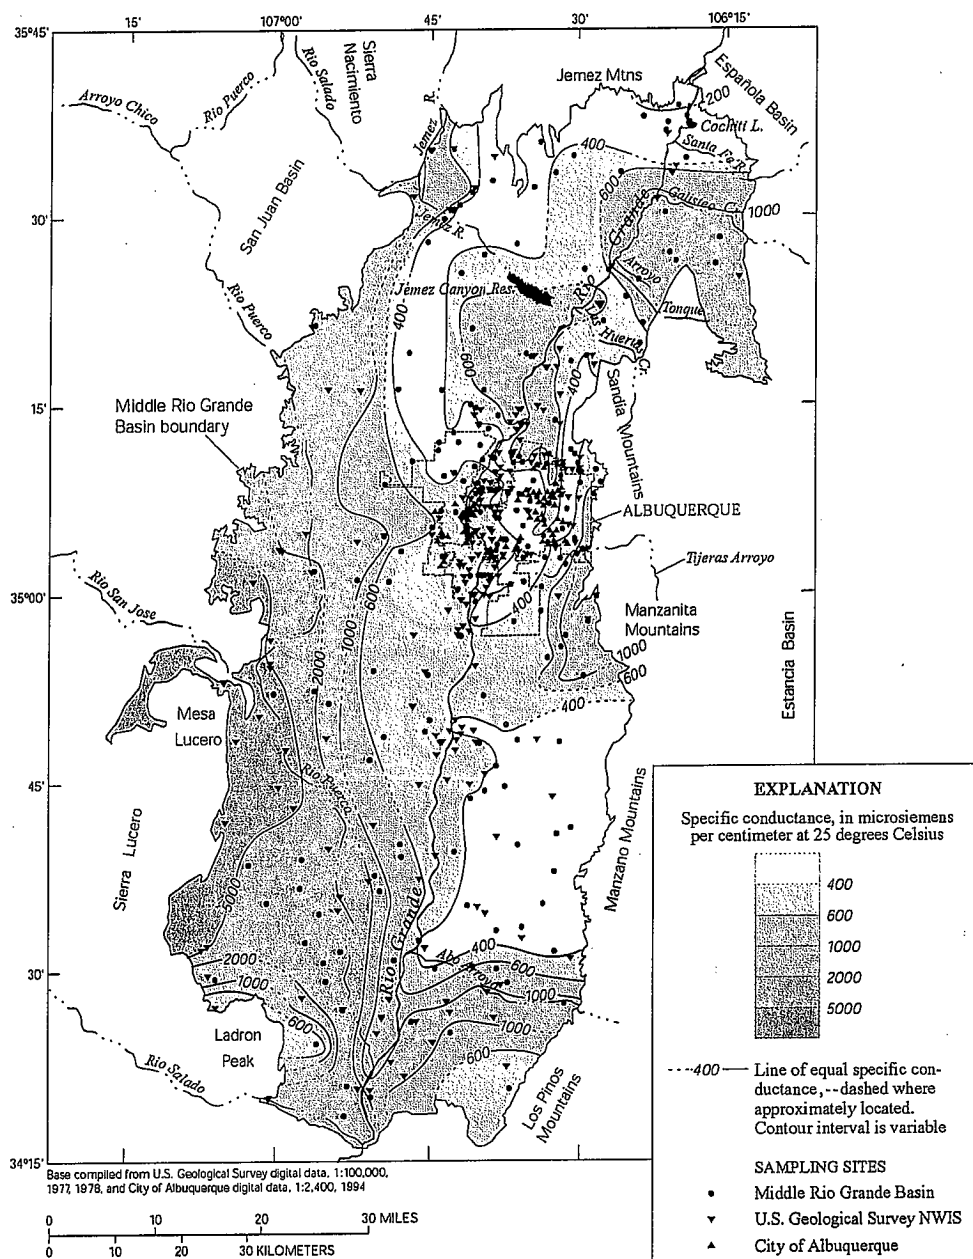 15'
107°00'
45'
30'
106°15'
35°45'
Sierra
Nacimiento
Rio Salado
Rio Puerco
Arroyo Chico
Jemez R.
Jemez Mtns
Española Basin
200
Cochiti L.
Santa Fe R.
400
600
Galisteo C.
1000
San Juan Basin
30'
Jemez R.
Rio Grande
Arroyo
Tonque
Jemez Canyon Res.
Las Huertas C.
Rio Puerco
400
600
400
15'
Middle Rio Grande
Basin boundary
Sandia Mountains
ALBUQUERQUE
Tijeras Arroyo
Rio San Jose
35°00'
600
1000
2000
400
Manzanita
Mountains
1000
600
400
Estancia Basin
Mesa
Lucero
Rio Puerco
45'
Sierra Lucero
5000
Manzano Mountains
Rio Grande
400
Abo Arroyo
600
1000
2000
1000
30'
600
Ladron
Peak
1000
600
Rio Salado
Los Pinos
Mountains
34°15'
Base compiled from U.S. Geological Survey digital data, 1:100,000,
1977, 1978, and City of Albuquerque digital data, 1:2,400, 1994
0 10 20 30 MILES
0 10 20 30 KILOMETERS
EXPLANATION
Specific conductance, in microsiemens
per centimeter at 25 degrees Celsius
400
600
1000
2000
5000
---400— Line of equal specific con-
ductance, --dashed where
approximately located.
Contour interval is variable
SAMPLING SITES
Middle Rio Grande Basin
U.S. Geological Survey NWIS
City of Albuquerque